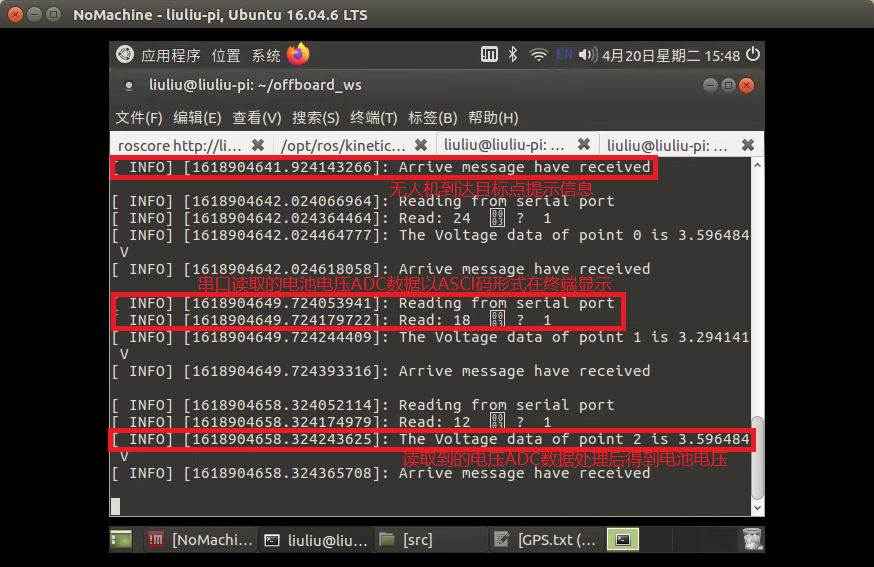 NoMachine - liuliu-pi, Ubuntu 16.04.6 LTS
应用程序 位置 系统 EN 4月20日星期二 15:48
liuliu@liuliu-pi: ~/offboard_ws
文件(F) 编辑(E) 查看(V) 搜索(S) 终端(T) 标签(B) 帮助(H)
roscore http://li... /opt/ros/kinetic... liuliu@liuliu-pi: ... liuliu@liuliu-pi: ...
[ INFO] [1618904641.924143266]: Arrive message have received
无人机到达目标点提示信息
[ INFO] [1618904642.024066964]: Reading from serial port
[ INFO] [1618904642.024364464]: Read: 24 0003 ? 1
[ INFO] [1618904642.024464777]: The Voltage data of point 0 is 3.596484
V
[ INFO] [1618904642.024618058]: Arrive message have received
串口读取的电池电压ADC数据以ASCI码形式在终端显示
[ INFO] [1618904649.724053941]: Reading from serial port
[ INFO] [1618904649.724179722]: Read: 18 0003 ? 1
[ INFO] [1618904649.724244409]: The Voltage data of point 1 is 3.294141
V
[ INFO] [1618904649.724393316]: Arrive message have received
[ INFO] [1618904658.324052114]: Reading from serial port
[ INFO] [1618904658.324174979]: Read: 12 0003 ? 1
[ INFO] [1618904658.324243625]: The Voltage data of point 2 is 3.596484
V
读取到的电压ADC数据处理后得到电池电压
[ INFO] [1618904658.324365708]: Arrive message have received
[NoMachi... liuliu@liu... [src] [GPS.txt (...